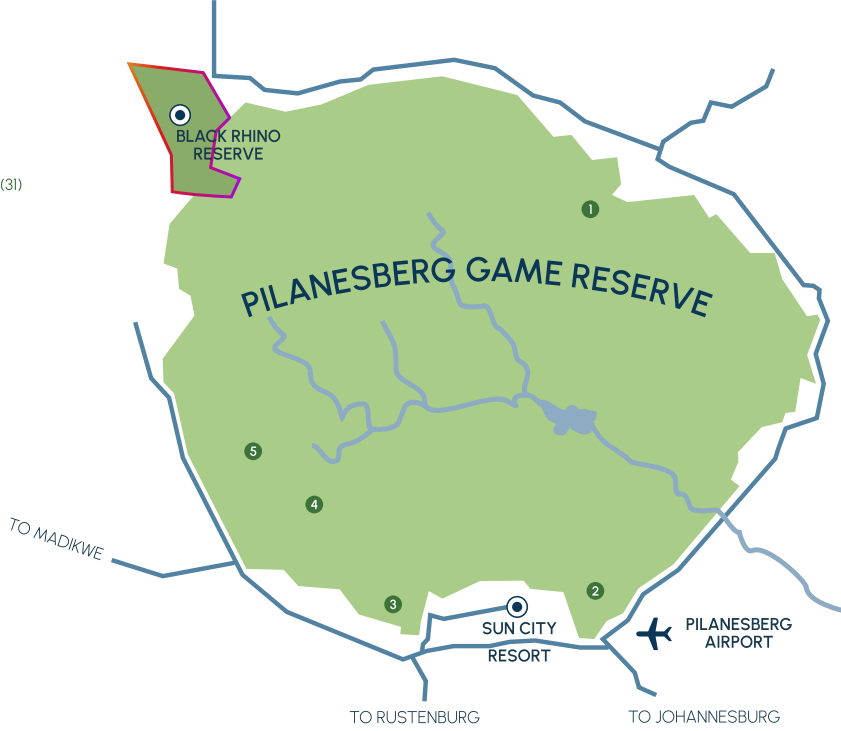 BLACK RHINO
RESERVE
(31)
1
PILANESBERG GAME RESERVE
5
4
TO MADIKWE
3
2
SUN CITY
RESORT
PILANESBERG
AIRPORT
TO RUSTENBURG
TO JOHANNESBURG